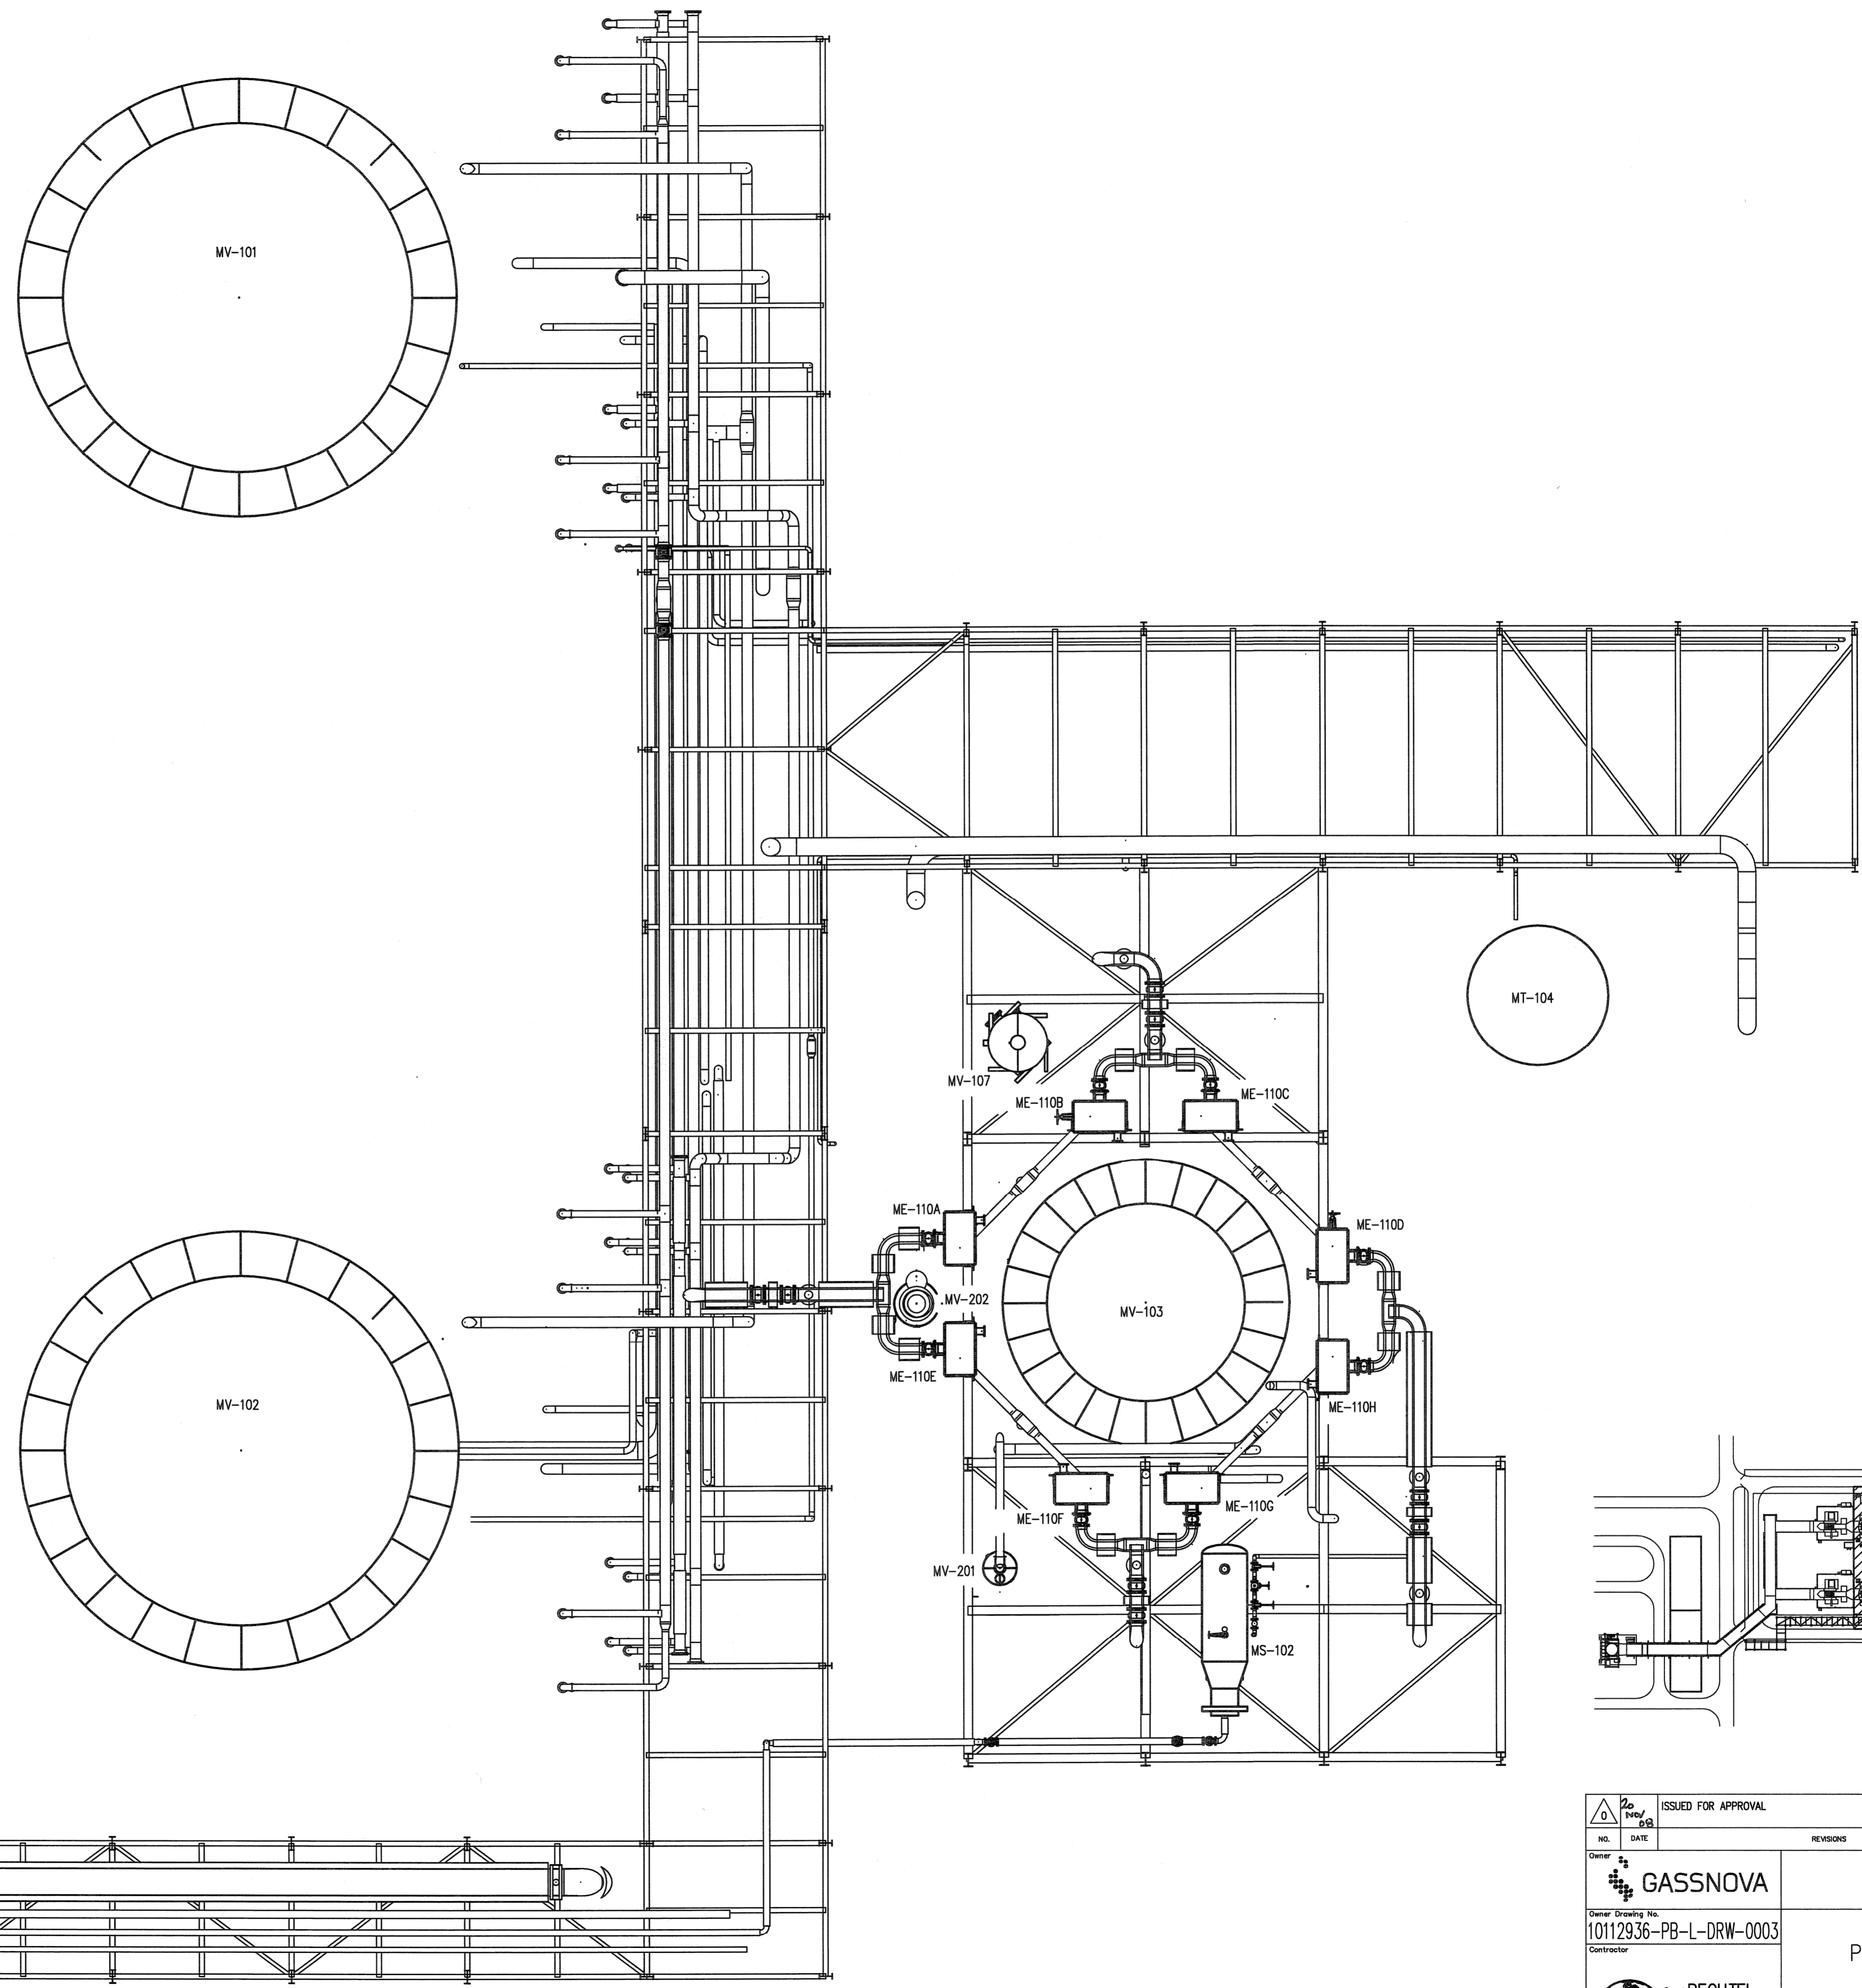 MV-101
MT-104
MV-107
ME-110B
ME-110C
ME-110A
ME-110D
MV-202
MV-103
ME-110E
ME-110H
MV-102
ME-110G
ME-110F
MV-201
MS-102
0
20 NOV 08
ISSUED FOR APPROVAL
NO.
DATE
REVISIONS
Owner
GASSNOVA
Owner Drawing No.
10112936-PB-L-DRW-0003
Contractor
P
BECHTEL